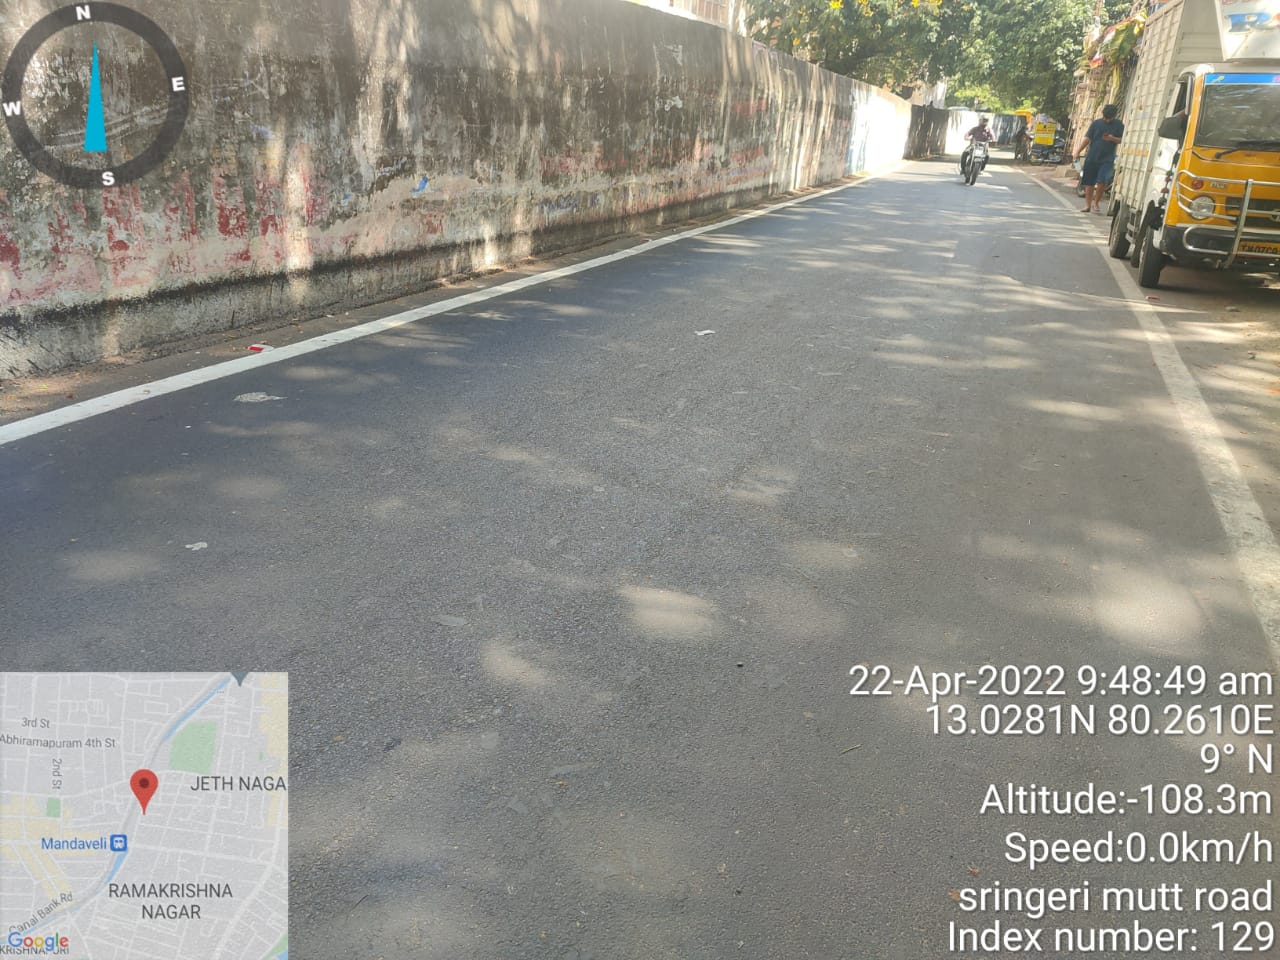 N
E
W
S
22-Apr-2022 9:48:49 am
13.0281N 80.2610E
9° N
Altitude:-108.3m
Speed:0.0km/h
sringeri mutt road
Index number: 129
3rd St
Abhiramapuram 4th St
2nd St
JETH NAGA
Mandaveli
RAMAKRISHNA
NAGAR
Canal Bank Rd
Google